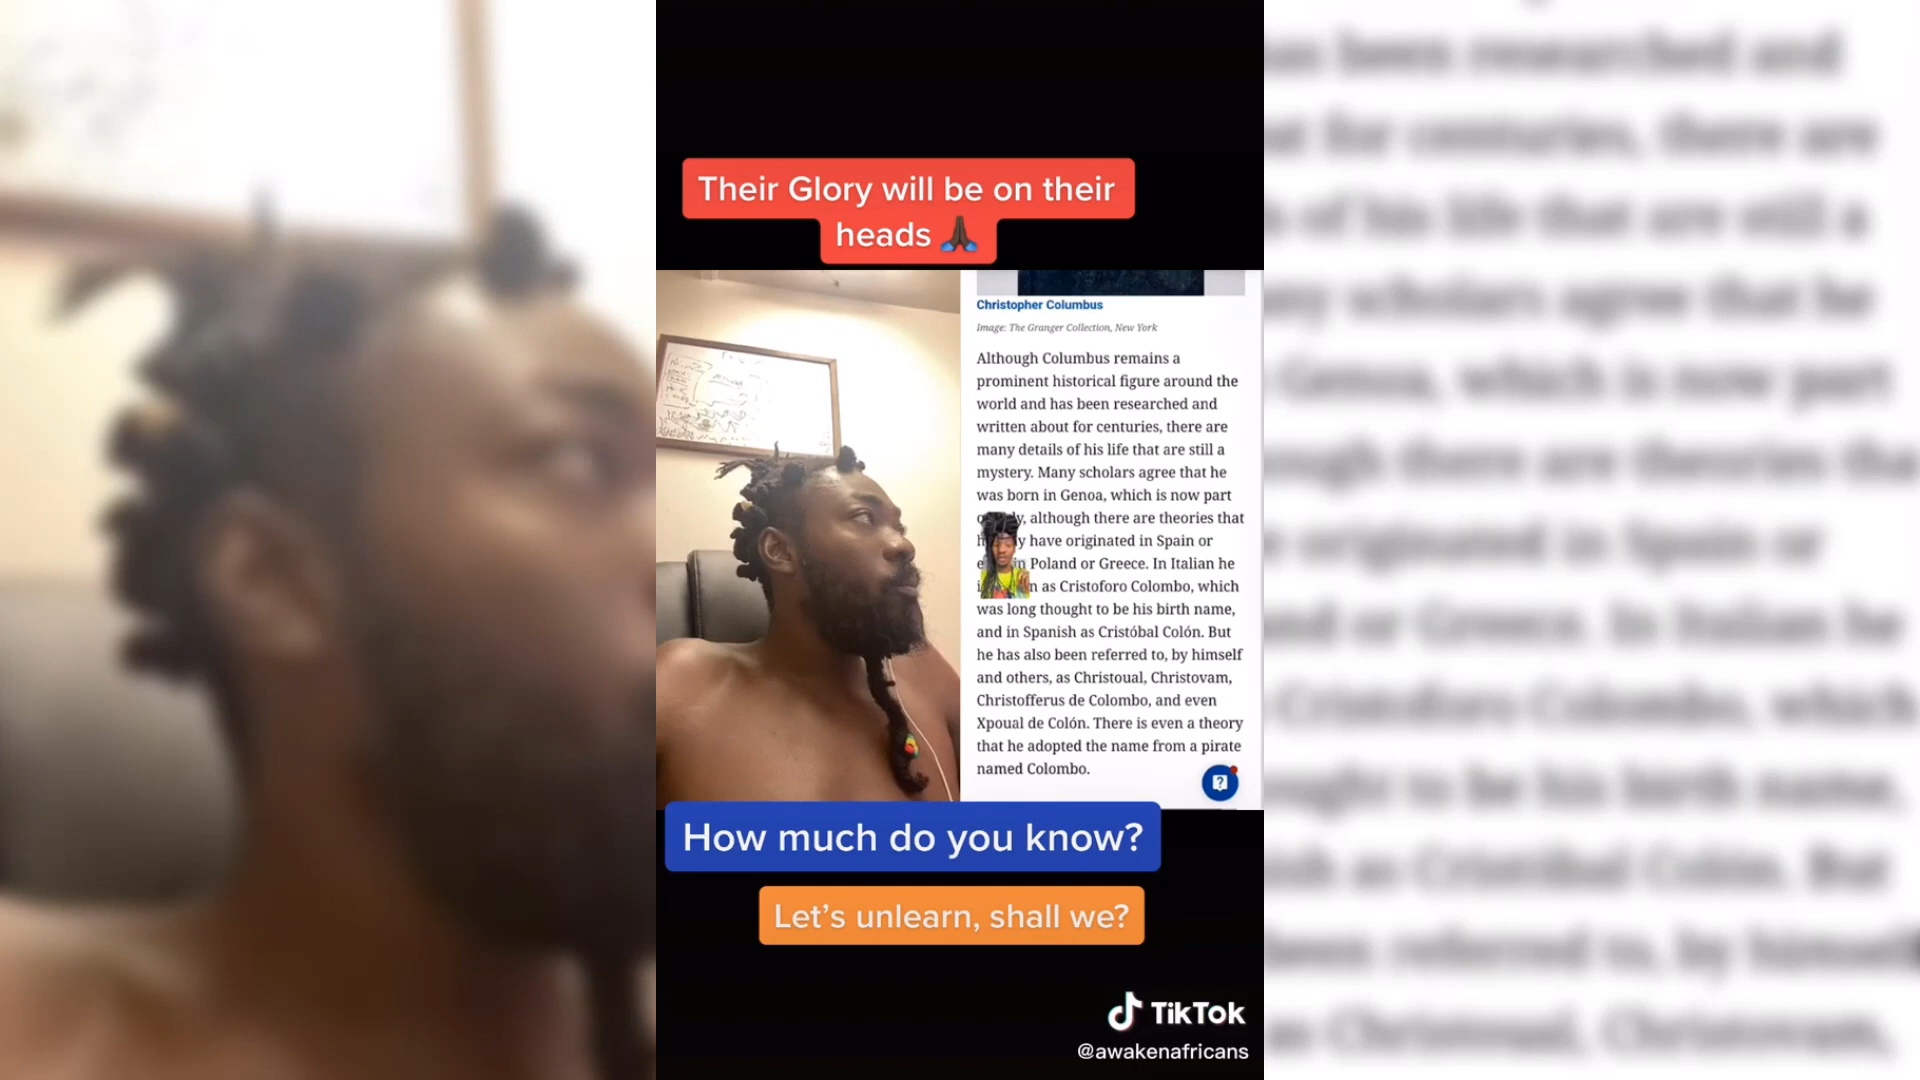 Their Glory will be on their
heads 🙏🏿
Christopher Columbus
Image: The Granger Collection, New York
Although Columbus remains a
prominent historical figure around the
world and has been researched and
written about for centuries, there are
many details of his life that are still a
mystery. Many scholars agree that he
was born in Genoa, which is now part
although there are theories that
have originated in Spain or
Poland or Greece. In Italian he
as Cristoforo Colombo, which
was long thought to be his birth name,
and in Spanish as Cristóbal Colón. But
he has also been referred to, by himself
and others, as Christoual, Christovam,
Christofferus de Colombo, and even
Xpoual de Colón. There is even a theory
that he adopted the name from a pirate
named Colombo.
How much do you know?
Let's unlearn, shall we?
TikTok
@awakenafricans